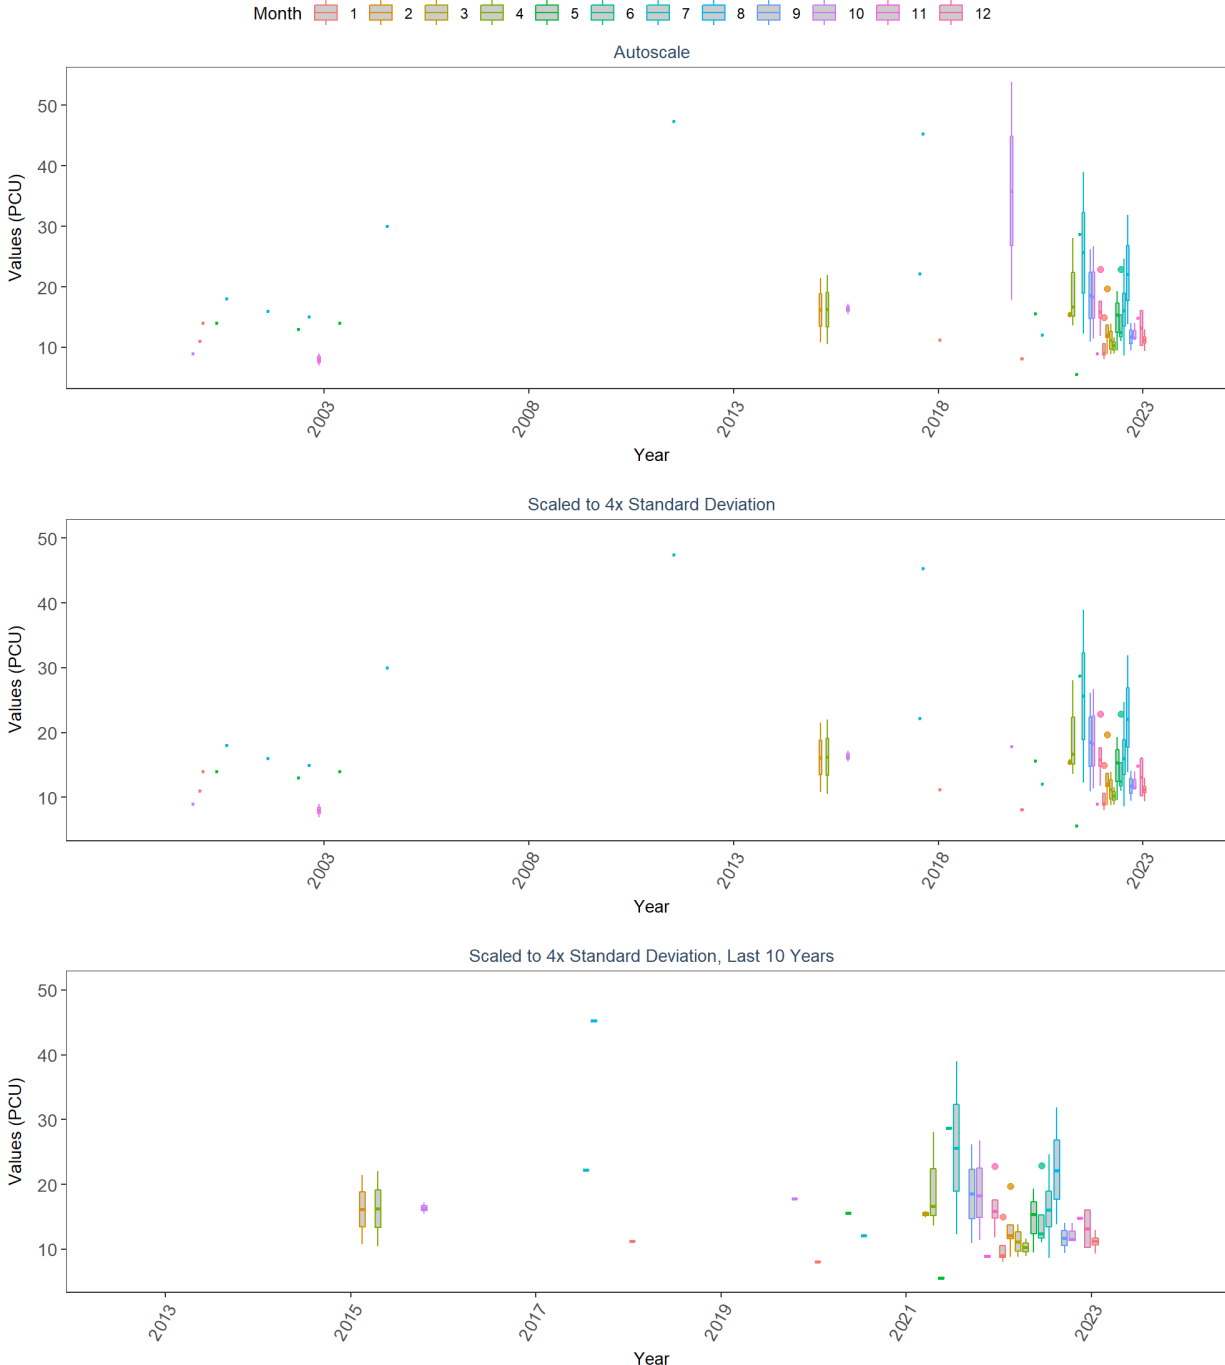 Month 1 2 3 4 5 6 7 8 9 10 11 12
Autoscale
50
40
30
20
10
Values (PCU)
2003 2008 2013 2018 2023
Year
Scaled to 4x Standard Deviation
50
40
30
20
10
Values (PCU)
2003 2008 2013 2018 2023
Year
Scaled to 4x Standard Deviation, Last 10 Years
50
40
30
20
10
Values (PCU)
2013 2015 2017 2019 2021 2023
Year